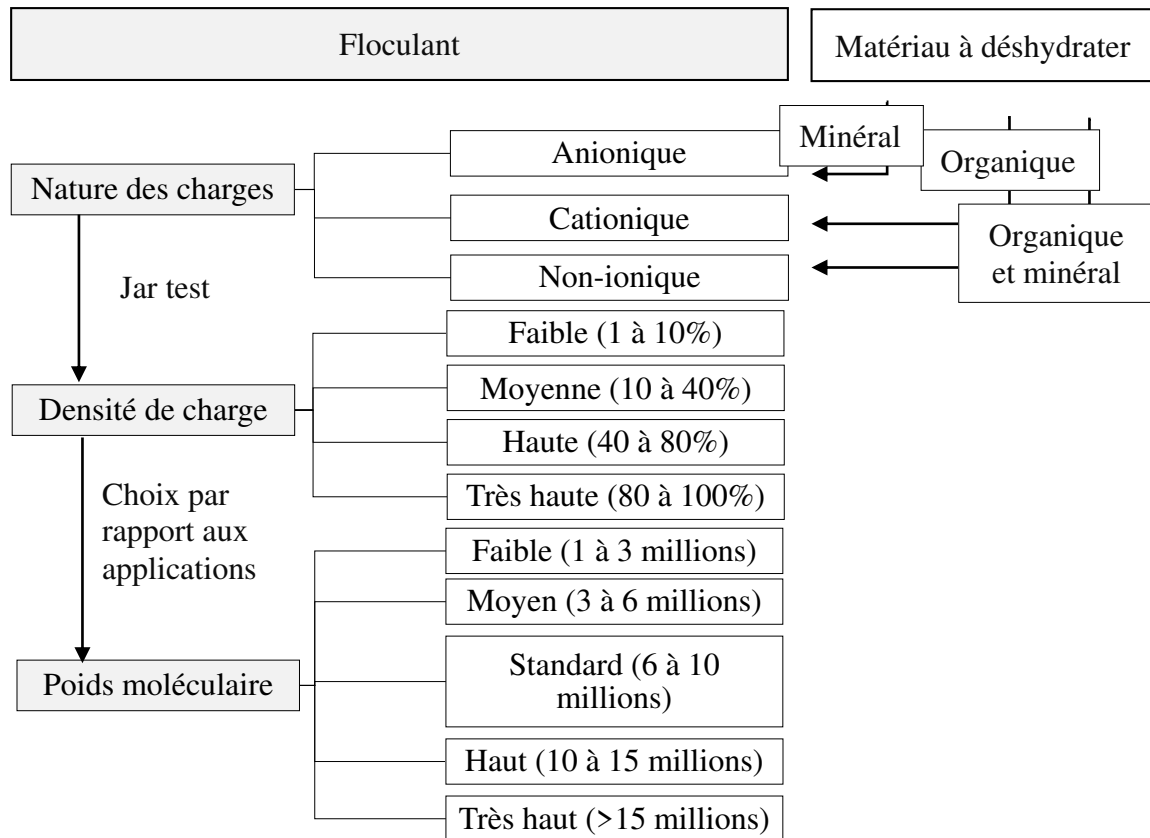 Floculant
Matériau à déshydrater
Minéral
Anionique
Organique
Nature des charges
Cationique
Organique
et minéral
Non-ionique
Jar test
Faible (1 à 10%)
Moyenne (10 à 40%)
Densité de charge
Haute (40 à 80%)
Très haute (80 à 100%)
Choix par
rapport aux
applications
Faible (1 à 3 millions)
Moyen (3 à 6 millions)
Standard (6 à 10
millions)
Poids moléculaire
Haut (10 à 15 millions)
Très haut (>15 millions)